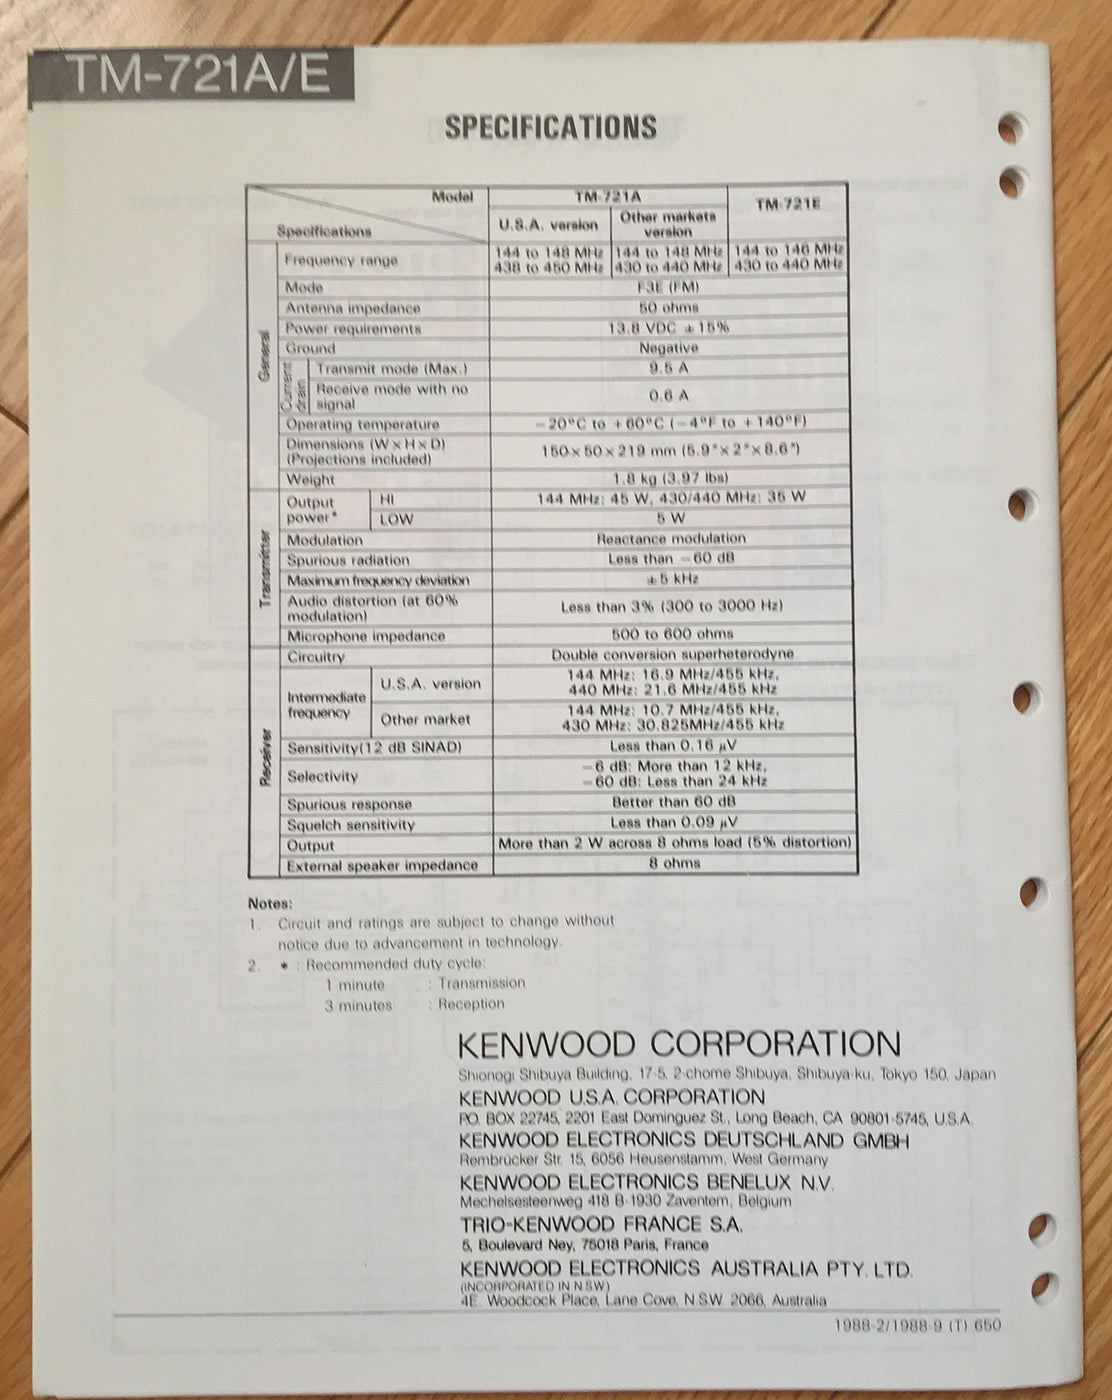 TM-721A/E
SPECIFICATIONS
Model
Specifications
TM-721A
TM-721E
U.S.A. version
Other markets
version
General
Frequency range
144 to 148 MHz
438 to 450 MHz
144 to 148 MHz
430 to 440 MHz
144 to 146 MHz
430 to 440 MHz
Mode
F3E (FM)
Antenna impedance
50 ohms
Power requirements
13.8 VDC ± 15%
Ground
Negative
Current
drain
Transmit mode (Max.)
9.5 A
Receive mode with no
signal
0.6 A
Operating temperature
−20°C to +60°C (−4°F to +140°F)
Dimensions (W×H×D)
(Projections included)
150×50×219 mm (5.9"×2"×8.6")
Weight
1.8 kg (3.97 lbs)
Transmitter
Output
power*
HI
144 MHz: 45 W, 430/440 MHz: 35 W
LOW
5 W
Modulation
Reactance modulation
Spurious radiation
Less than −60 dB
Maximum frequency deviation
±5 kHz
Audio distortion (at 60%
modulation)
Less than 3% (300 to 3000 Hz)
Microphone impedance
500 to 600 ohms
Receiver
Circuitry
Double conversion superheterodyne
Intermediate
frequency
U.S.A. version
144 MHz: 16.9 MHz/455 kHz,
440 MHz: 21.6 MHz/455 kHz
Other market
144 MHz: 10.7 MHz/455 kHz,
430 MHz: 30.825MHz/455 kHz
Sensitivity(12 dB SINAD)
Less than 0.16 μV
Selectivity
−6 dB: More than 12 kHz,
−60 dB: Less than 24 kHz
Spurious response
Better than 60 dB
Squelch sensitivity
Less than 0.09 μV
Output
More than 2 W across 8 ohms load (5% distortion)
External speaker impedance
8 ohms
Notes:
1. Circuit and ratings are subject to change without
notice due to advancement in technology.
2. * : Recommended duty cycle:
1 minute : Transmission
3 minutes : Reception
KENWOOD CORPORATION
Shionogi Shibuya Building, 17-5, 2-chome Shibuya, Shibuya-ku, Tokyo 150, Japan
KENWOOD U.S.A. CORPORATION
P.O. BOX 22745, 2201 East Dominguez St., Long Beach, CA 90801-5745, U.S.A.
KENWOOD ELECTRONICS DEUTSCHLAND GMBH
Rembrücker Str. 15, 6056 Heusenstamm, West Germany
KENWOOD ELECTRONICS BENELUX N.V.
Mechelsesteenweg 418 B-1930 Zaventem, Belgium
TRIO-KENWOOD FRANCE S.A.
5, Boulevard Ney, 75018 Paris, France
KENWOOD ELECTRONICS AUSTRALIA PTY. LTD.
(INCORPORATED IN N.S.W.)
4E. Woodcock Place, Lane Cove, N.S.W. 2066, Australia
1988-2/1988-9 (T) 650